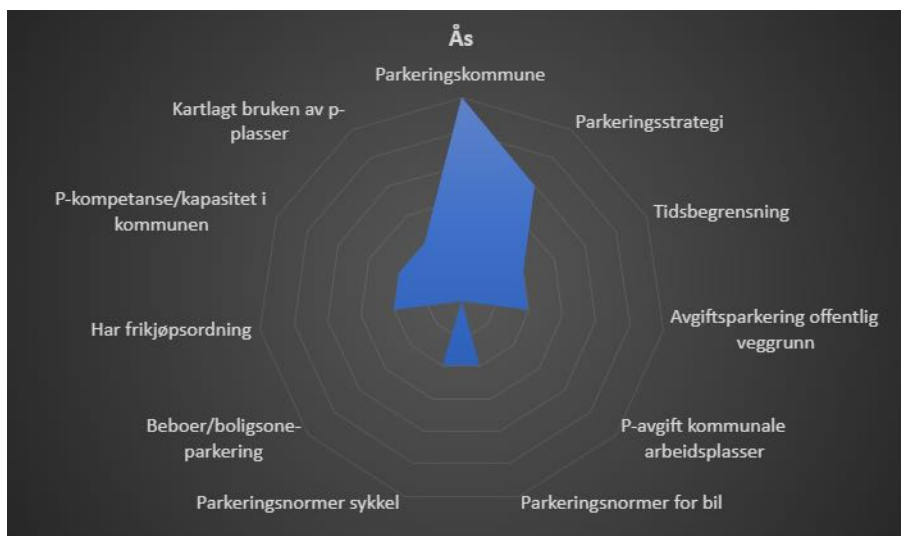 Ås
Parkeringskommune
Parkeringsstrategi
Tidsbegrensning
Avgiftsparkering offentlig
veggrunn
P-avgift kommunale
arbeidsplasser
Parkeringsnormer for bil
Parkeringsnormer sykkel
Beboer/boligsone-
parkering
Har frikjøpsordning
P-kompetanse/kapasitet i
kommunen
Kartlagt bruken av p-
plasser